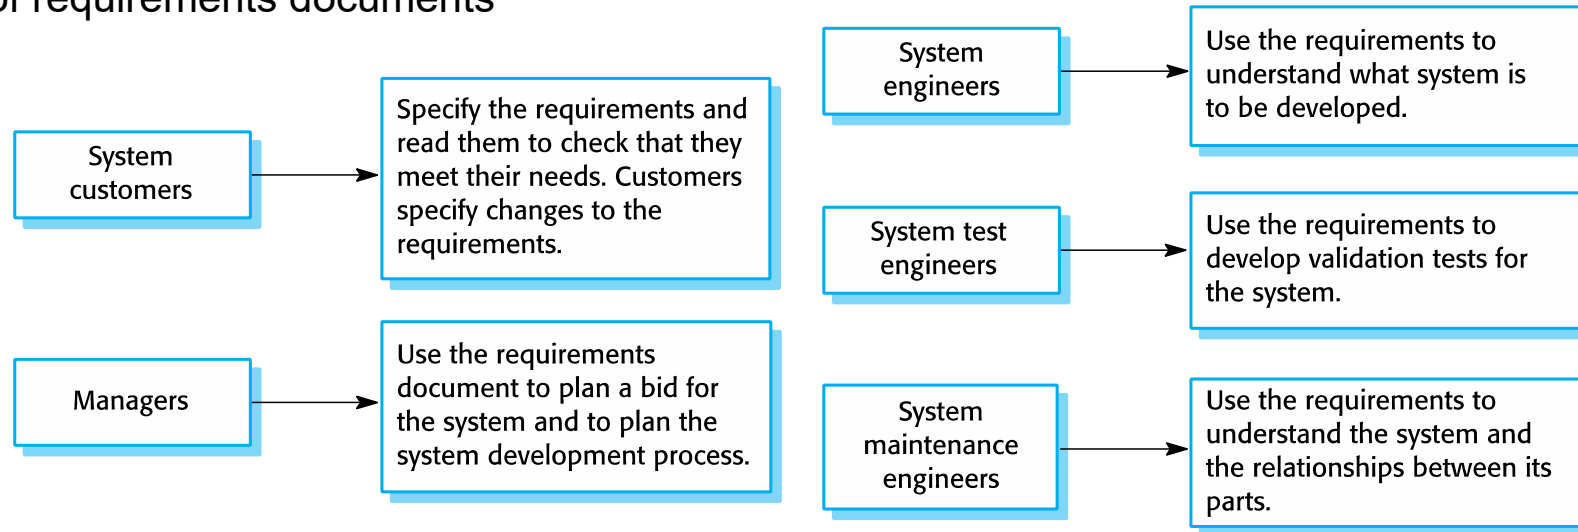 of requirements documents
System
customers
Specify the requirements and
read them to check that they
meet their needs. Customers
specify changes to the
requirements.
Managers
Use the requirements
document to plan a bid for
the system and to plan the
system development process.
System
engineers
Use the requirements to
understand what system is
to be developed.
System test
engineers
Use the requirements to
develop validation tests for
the system.
System
maintenance
engineers
Use the requirements to
understand the system and
the relationships between its
parts.